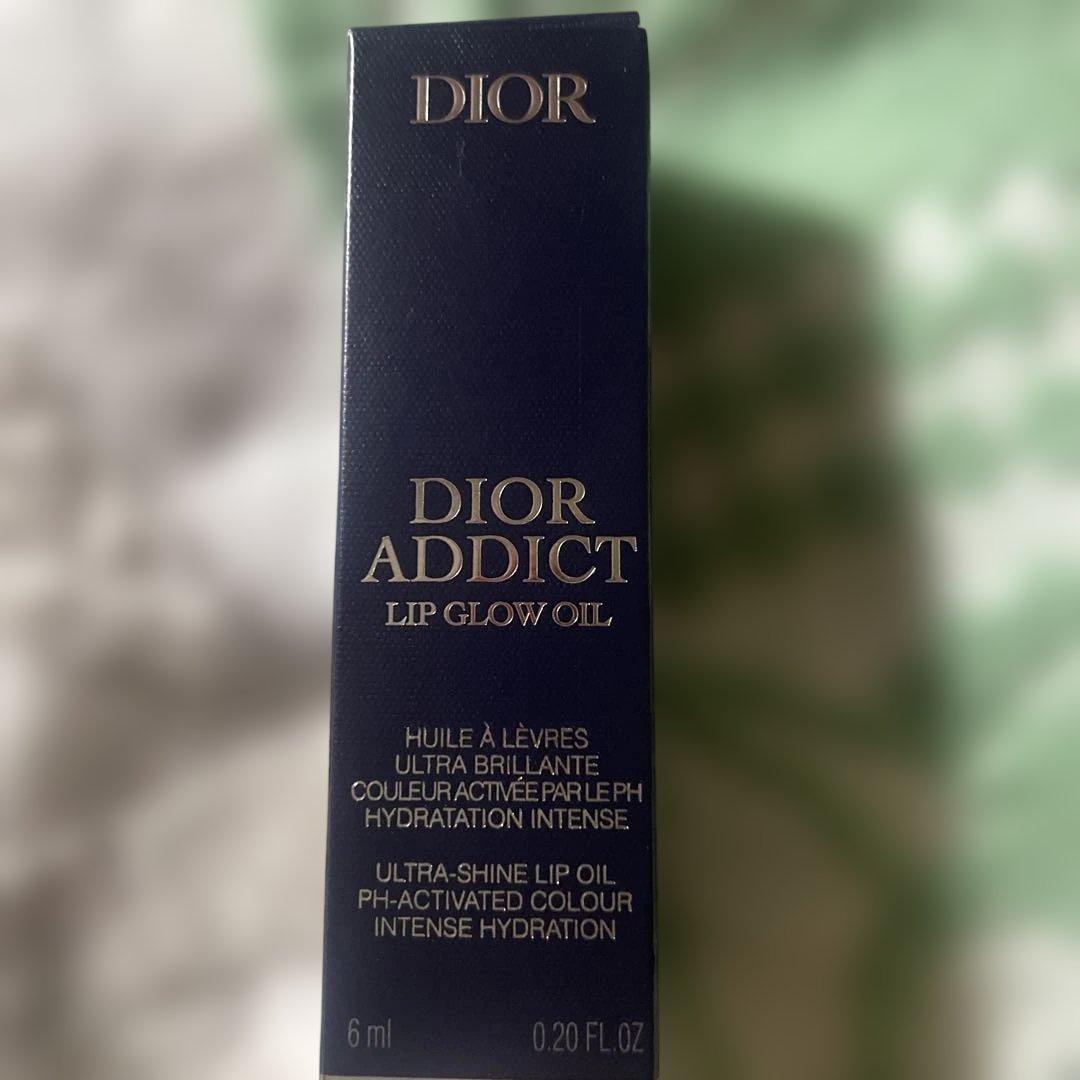 DIOR
DIOR
ADDICT
LIP GLOW OIL
HUILE À LÈVRES
ULTRA BRILLANTE
COULEUR ACTIVÉE PAR LE PH
HYDRATATION INTENSE
ULTRA-SHINE LIP OIL
PH-ACTIVATED COLOUR
INTENSE HYDRATION
6 ml 0.20 FL.OZ